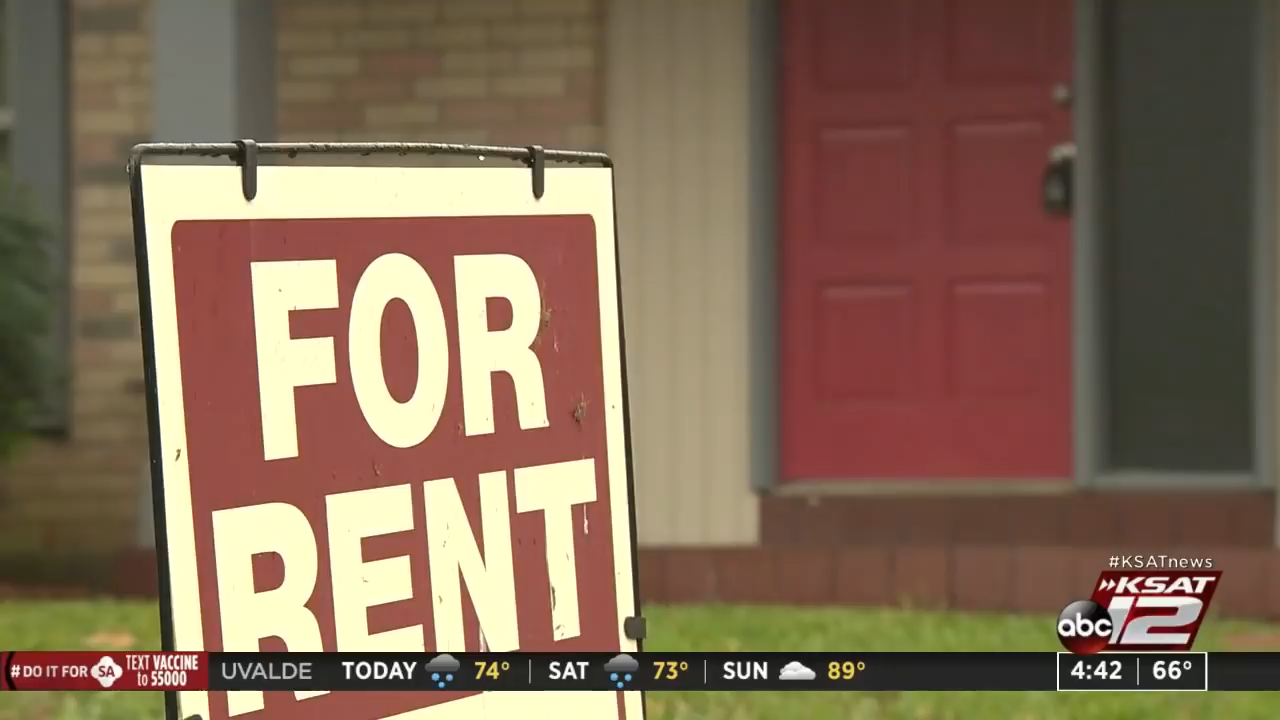 FOR
RENT
#KSATnews
KSAT
abc 12
#DO IT FOR SA TEXT VACCINE to 55000 UVALDE TODAY 74° SAT 73° SUN 89° 4:42 66°